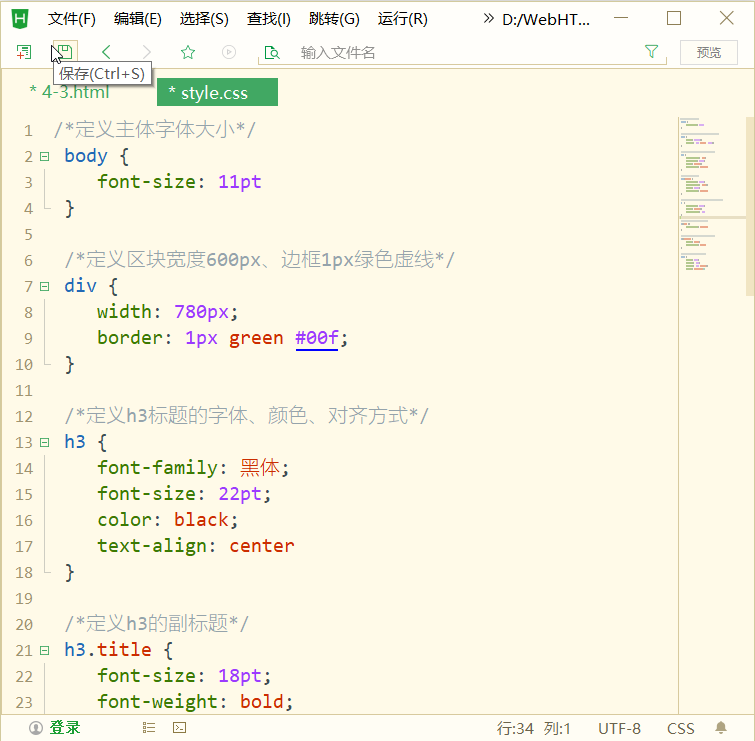 文件(F) 编辑(E) 选择(S) 查找(I) 跳转(G) 运行(R) » D:/WebHT...
输入文件名 预览
保存(Ctrl+S)
* 4-3.html * style.css
1 /*定义主体字体大小*/
2 body {
3 font-size: 11pt
4 }
5
6 /*定义区块宽度600px、边框1px绿色虚线*/
7 div {
8 width: 780px;
9 border: 1px green #00f;
10 }
11
12 /*定义h3标题的字体、颜色、对齐方式*/
13 h3 {
14 font-family: 黑体;
15 font-size: 22pt;
16 color: black;
17 text-align: center
18 }
19
20 /*定义h3的副标题*/
21 h3.title {
22 font-size: 18pt;
23 font-weight: bold;
登录 行:34 列:1 UTF-8 CSS